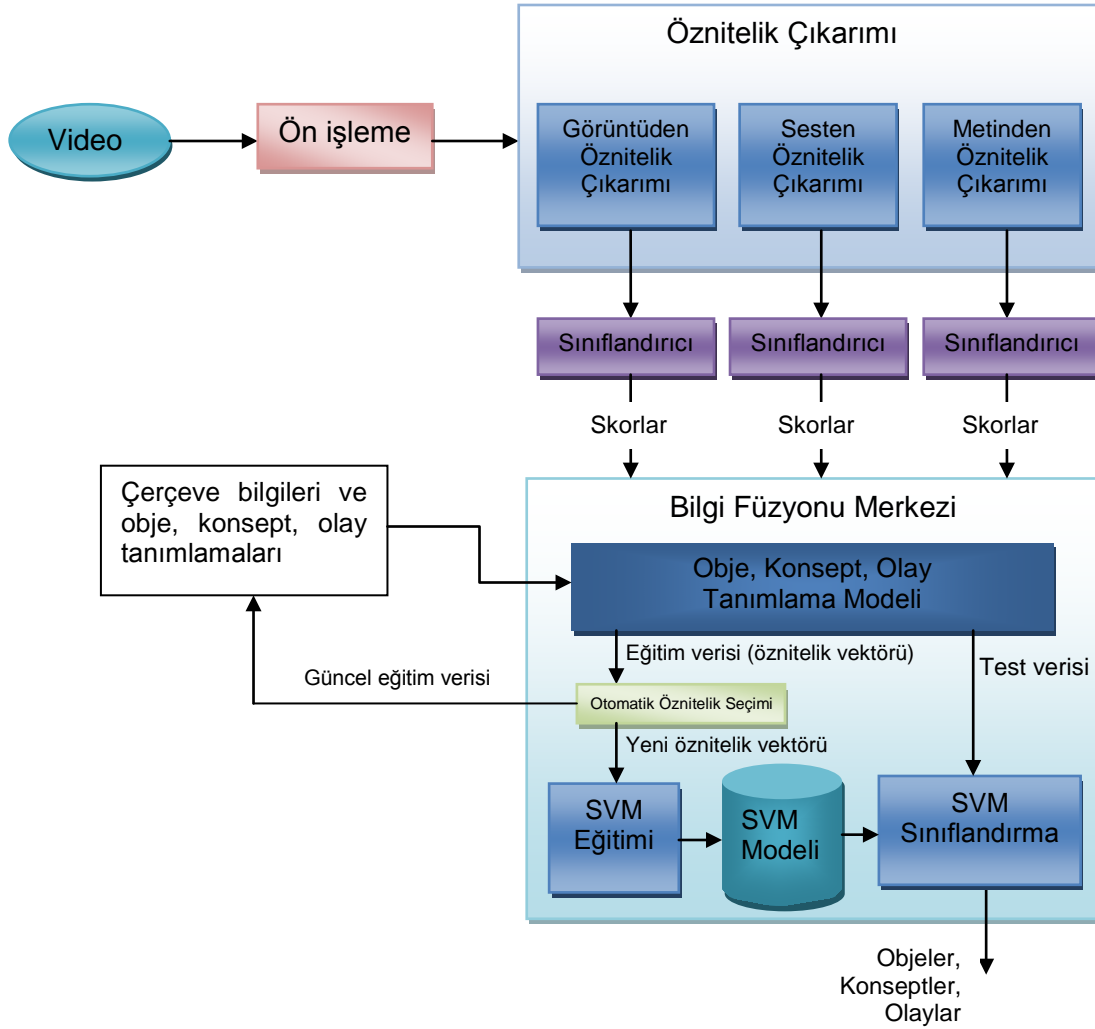 Öznitelik Çıkarımı
Video
Ön işleme
Görüntüden
Öznitelik
Çıkarımı
Sesten
Öznitelik
Çıkarımı
Metinden
Öznitelik
Çıkarımı
Sınıflandırıcı
Sınıflandırıcı
Sınıflandırıcı
Skorlar
Skorlar
Skorlar
Çerçeve bilgileri ve
obje, konsept, olay
tanımlamaları
Bilgi Füzyonu Merkezi
Obje, Konsept, Olay
Tanımlama Modeli
Eğitim verisi (öznitelik vektörü)
Test verisi
Güncel eğitim verisi
Otomatik Öznitelik Seçimi
Yeni öznitelik vektörü
SVM
Eğitimi
SVM
Modeli
SVM
Sınıflandırma
Objeler,
Konseptler,
Olaylar